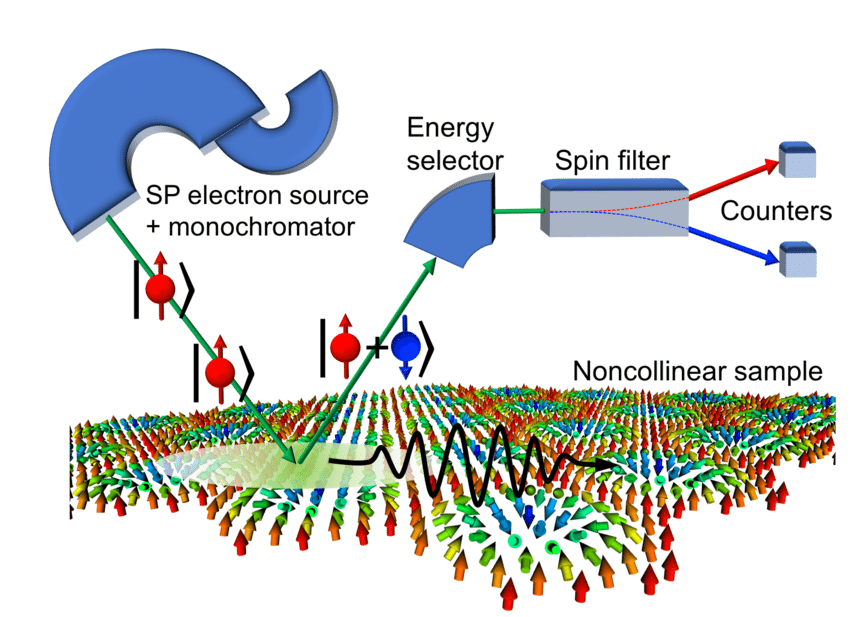 Energy
selector
Spin filter
SP electron source
+ monochromator
Counters
|↑⟩
|↑⟩
|↑+↓⟩
Noncollinear sample